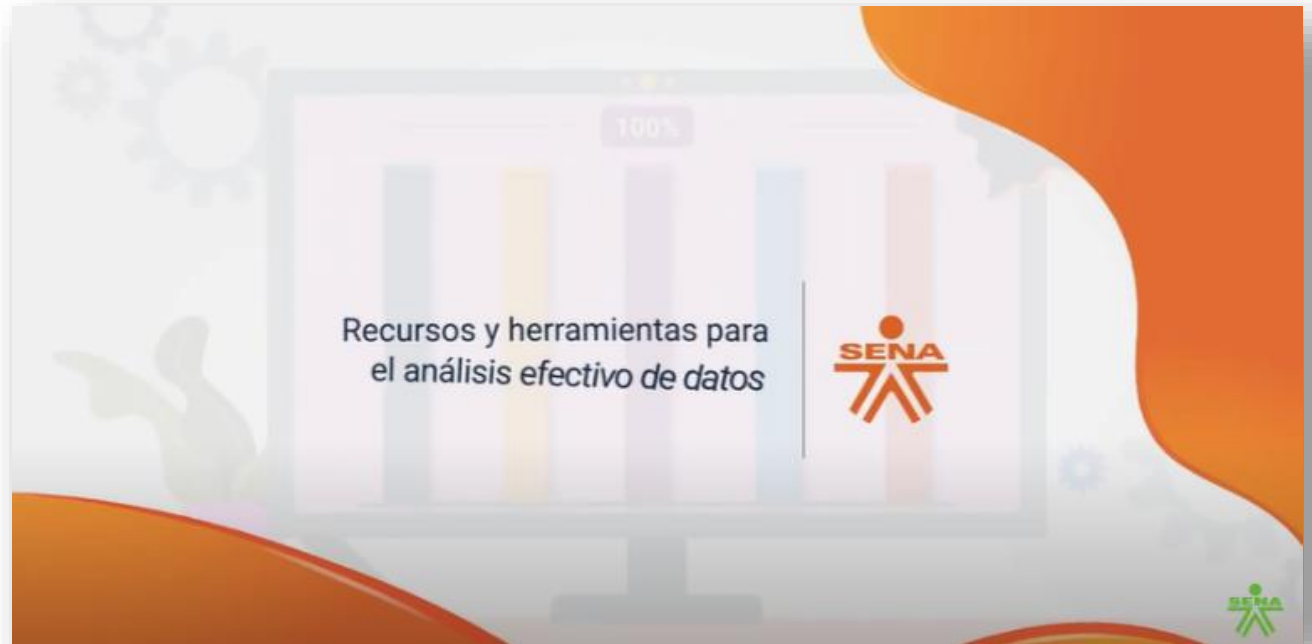 100%
Recursos y herramientas para
el análisis efectivo de datos
SENA
SENA